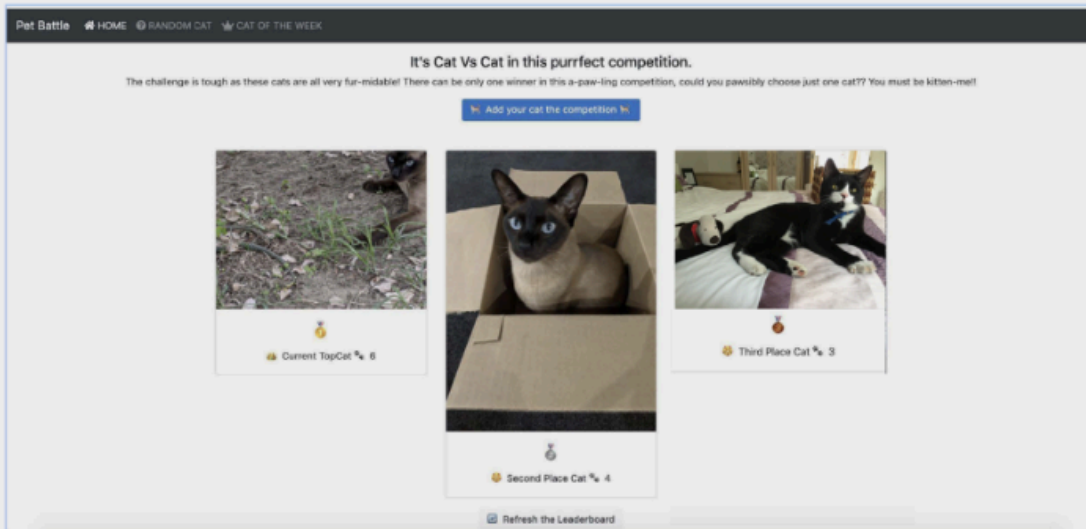 Pet Battle HOME RANDOM CAT CAT OF THE WEEK
It's Cat Vs Cat in this purrfect competition.
The challenge is tough as these cats are all very fur-midable! There can be only one winner in this a-paw-ling competition, could you pawsibly choose just one cat?? You must be kitten-me!!
Add your cat the competition
Current TopCat 6
Third Place Cat 3
Second Place Cat 4
Refresh the Leaderboard